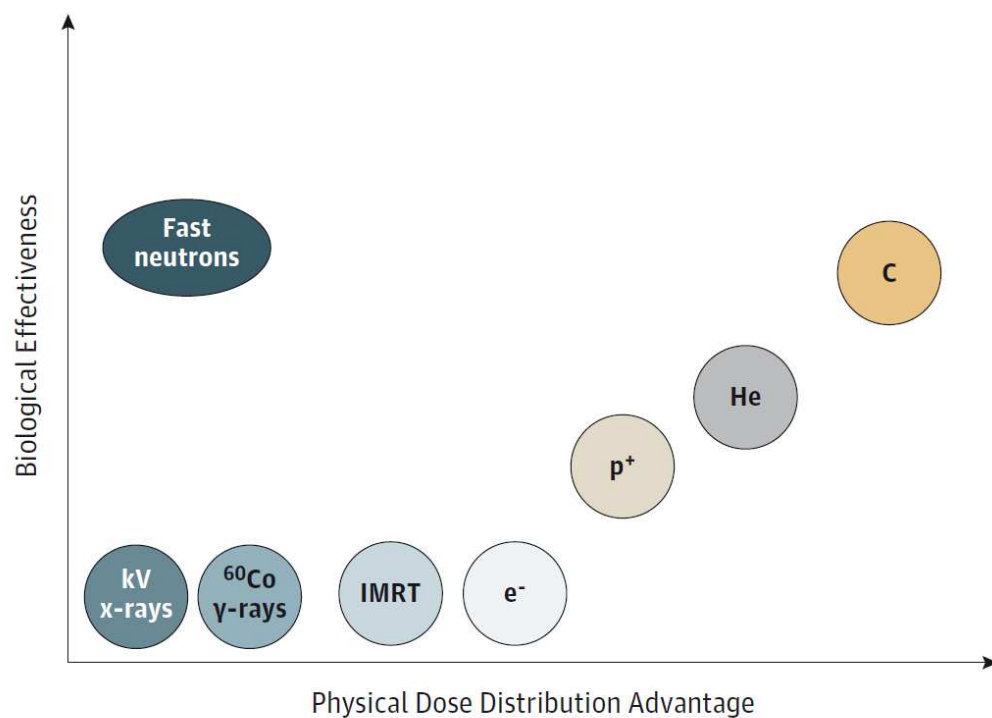 Biological Effectiveness
Fast
neutrons
C
He
p⁺
kV
x-rays
⁶⁰Co
γ-rays
IMRT
e⁻
Physical Dose Distribution Advantage